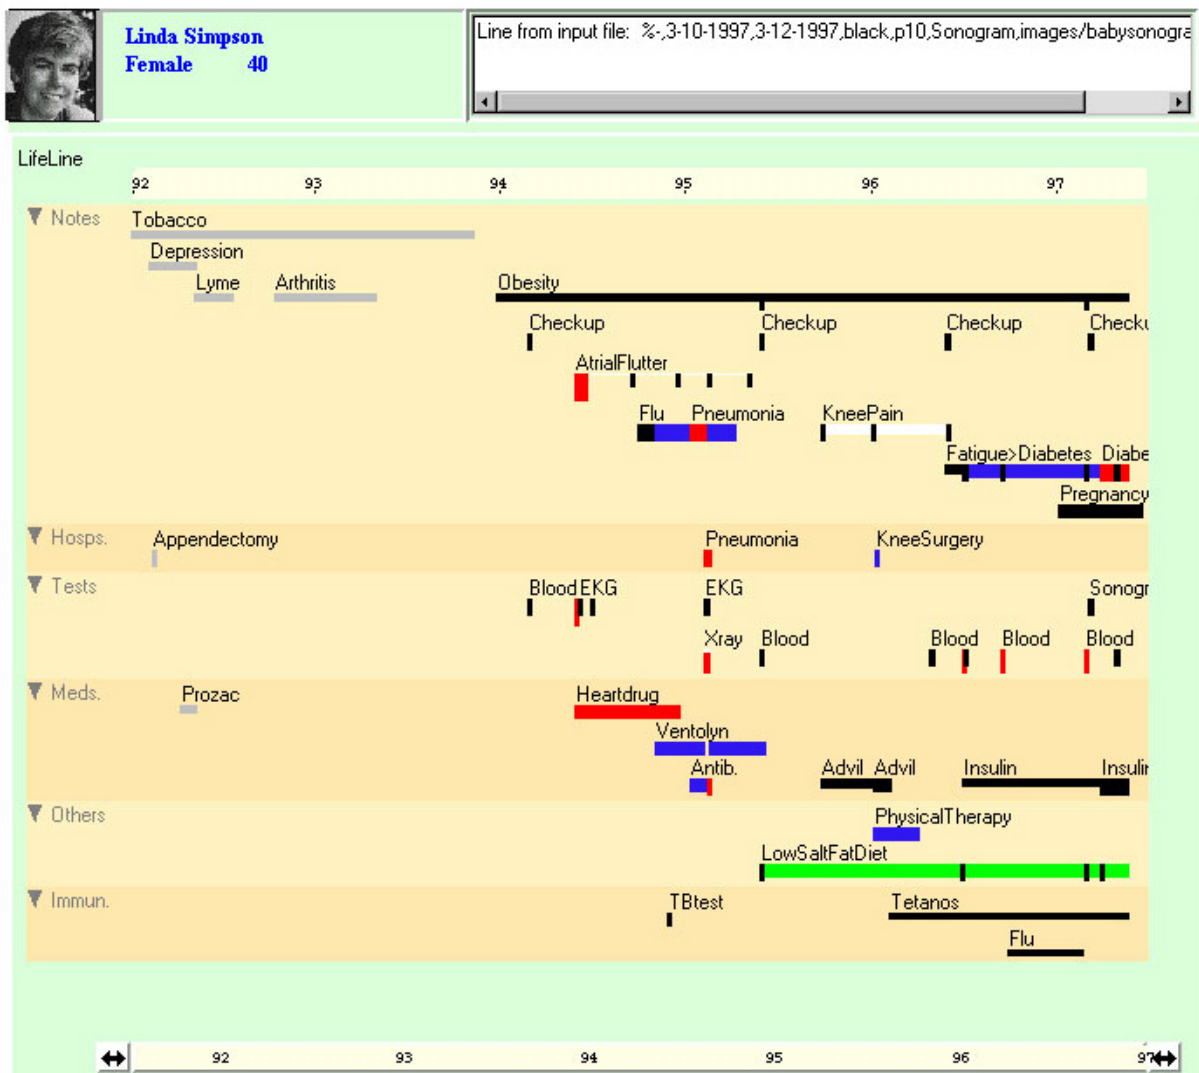 Linda Simpson
Female 40
Line from input file: %-,3-10-1997,3-12-1997,black,p10,Sonogram,images/babysonogra
LifeLine
92 93 94 95 96 97
Notes Tobacco
Depression
Lyme Arthritis Obesity
Checkup Checkup Checkup Checku
AtrialFlutter
Flu Pneumonia KneePain
Fatigue>Diabetes Diabe
Pregnancy
Hosps. Appendectomy Pneumonia KneeSurgery
Tests Blood EKG EKG Sonogr
Xray Blood Blood Blood Blood
Meds. Prozac Heartdrug
Ventolyn
Antib. Advil Advil Insulin Insulin
Others PhysicalTherapy
LowSaltFatDiet
Immun. TBtest Tetanos
Flu
92 93 94 95 96 97